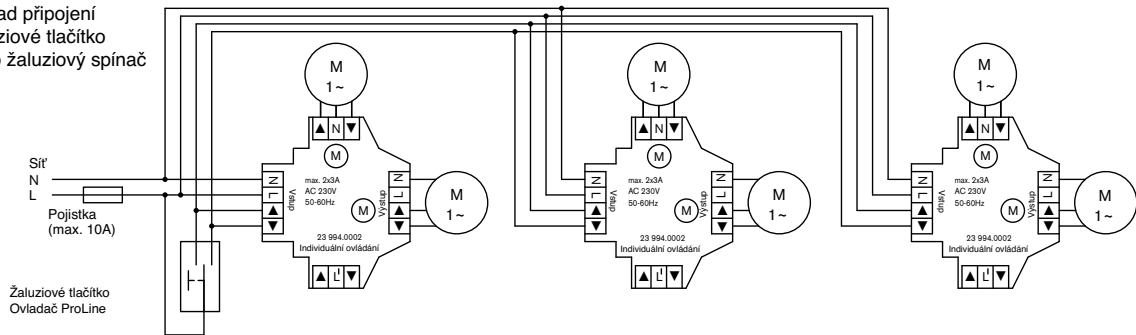 ad připojení
uziové tlačítko
o žaluziový spínač
Síť
N
L
Pojistka
(max. 10A)
Žaluziové tlačítko
Ovladač ProLine
M
1~
▲ N ▼
M
max. 2x3A
AC 230V
50-60Hz
N
L
▲
▼
Vstup
M
Výstup
N
L
▲
▼
M
1~
23 994.0002
Individuální ovládání
▲ L' ▼
M
1~
▲ N ▼
M
max. 2x3A
AC 230V
50-60Hz
N
L
▲
▼
Vstup
M
Výstup
N
L
▲
▼
M
1~
23 994.0002
Individuální ovládání
▲ L' ▼
M
1~
▲ N ▼
M
max. 2x3A
AC 230V
50-60Hz
N
L
▲
▼
Vstup
M
Výstup
N
L
▲
▼
M
1~
23 994.0002
Individuální ovládání
▲ L' ▼